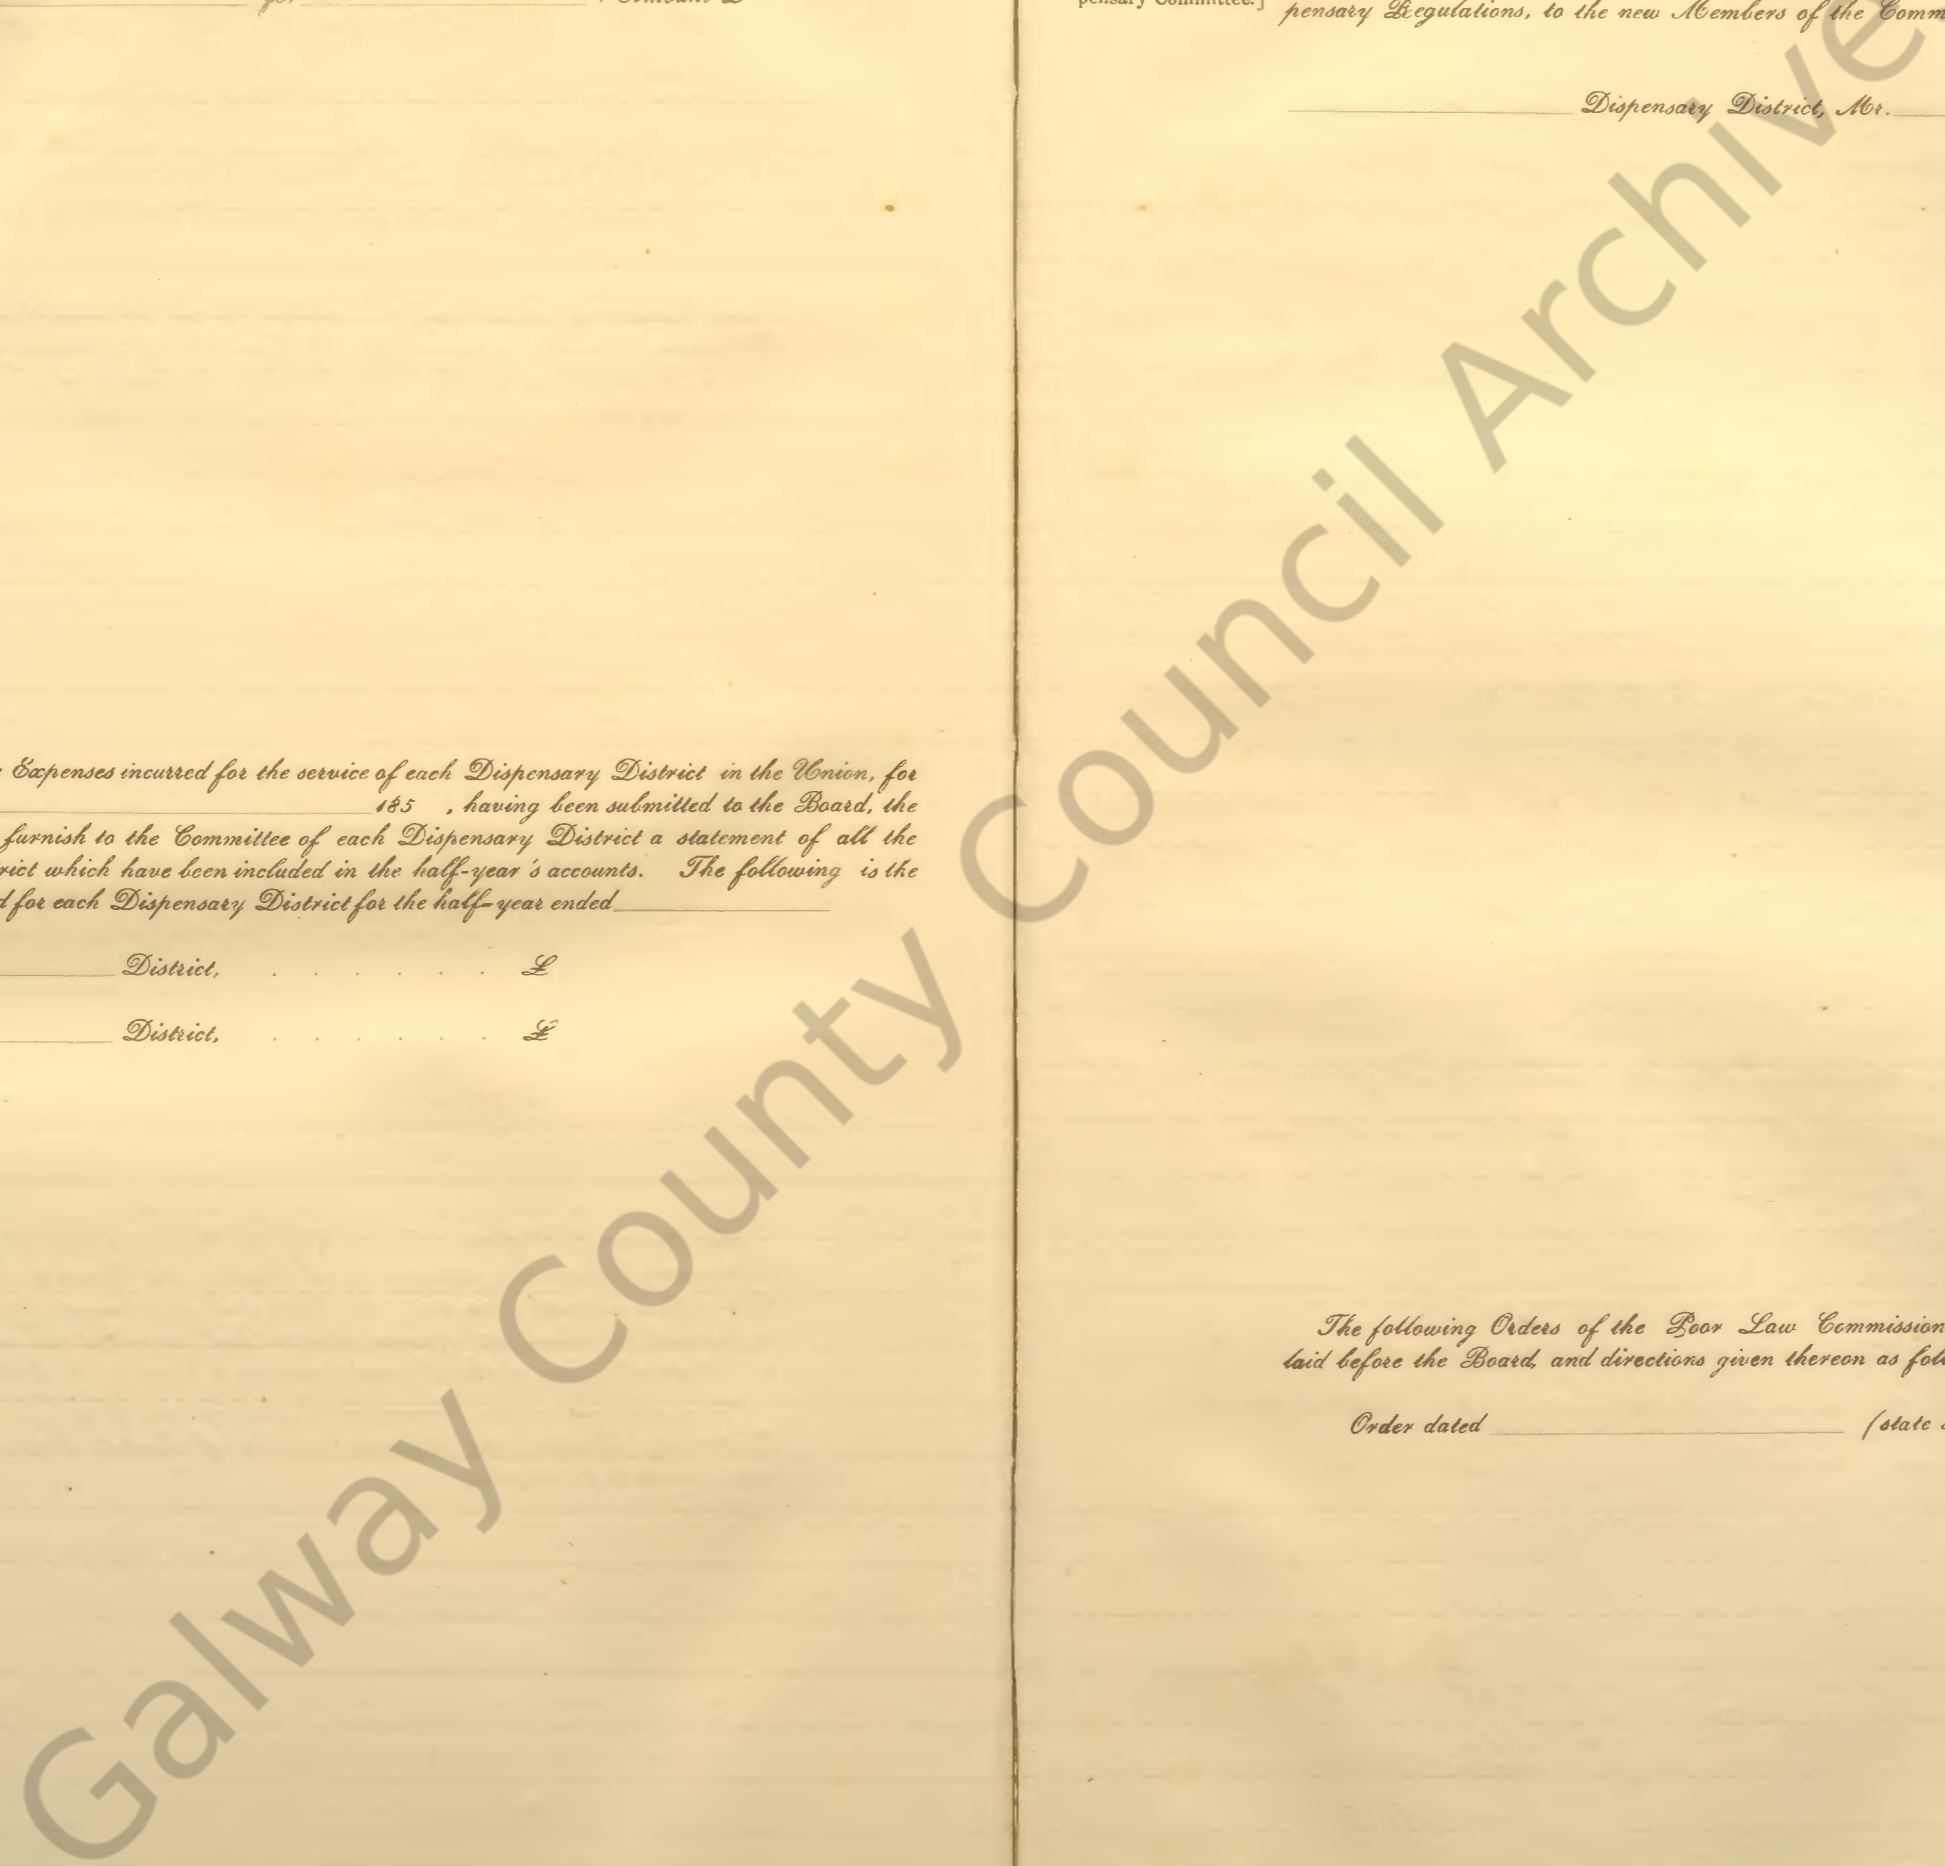 for
Expenses incurred for the service of each Dispensary District in the Union, for
185 , having been submitted to the Board, the
furnish to the Committee of each Dispensary District a statement of all the
rict which have been included in the half-year's accounts. The following is the
d for each Dispensary District for the half-year ended
District, . . . . . . £
District, . . . . . . £
pensary Committee.]
pensary Regulations, to the new Members of the Comm
Dispensary District, Mr.
The following Orders of the Poor Law Commission
laid before the Board, and directions given thereon as foll
Order dated (state
Galway County Council Archive